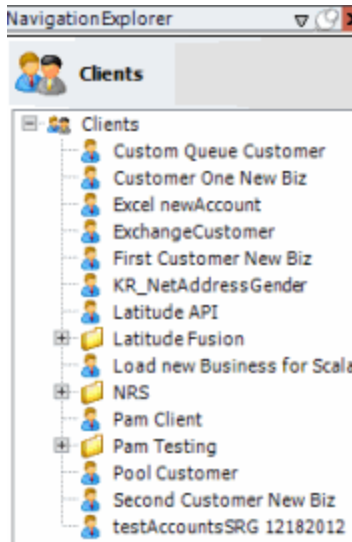 NavigationExplorer
Clients
Clients
Custom Queue Customer
Customer One New Biz
Excel newAccount
ExchangeCustomer
First Customer New Biz
KR_NetAddressGender
Latitude API
Latitude Fusion
Load new Business for Scala
NRS
Pam Client
Pam Testing
Pool Customer
Second Customer New Biz
testAccountsSRG 12182012